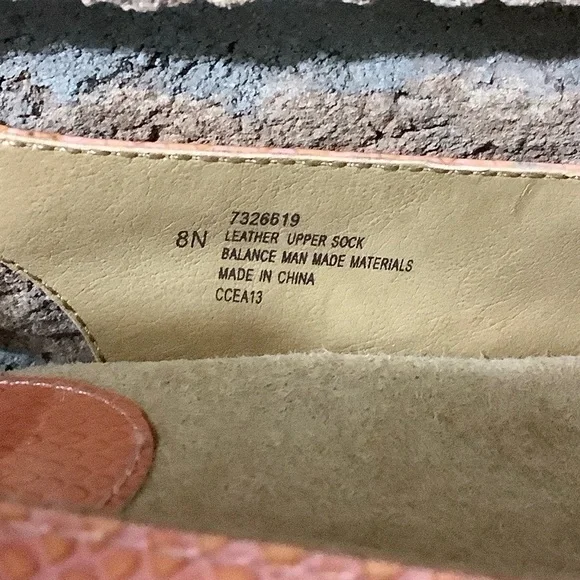 7326619
8N LEATHER UPPER SOCK
BALANCE MAN MADE MATERIALS
MADE IN CHINA
CCEA13